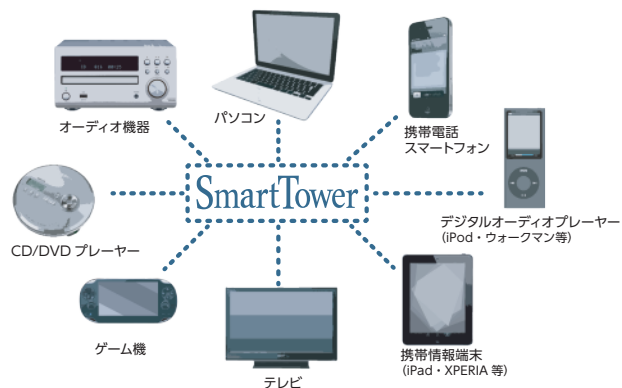 オーディオ機器
パソコン
携帯電話
スマートフォン
SmartTower
CD/DVD プレーヤー
デジタルオーディオプレーヤー
(iPod・ウォークマン等)
ゲーム機
テレビ
携帯情報端末
(iPad・XPERIA 等)